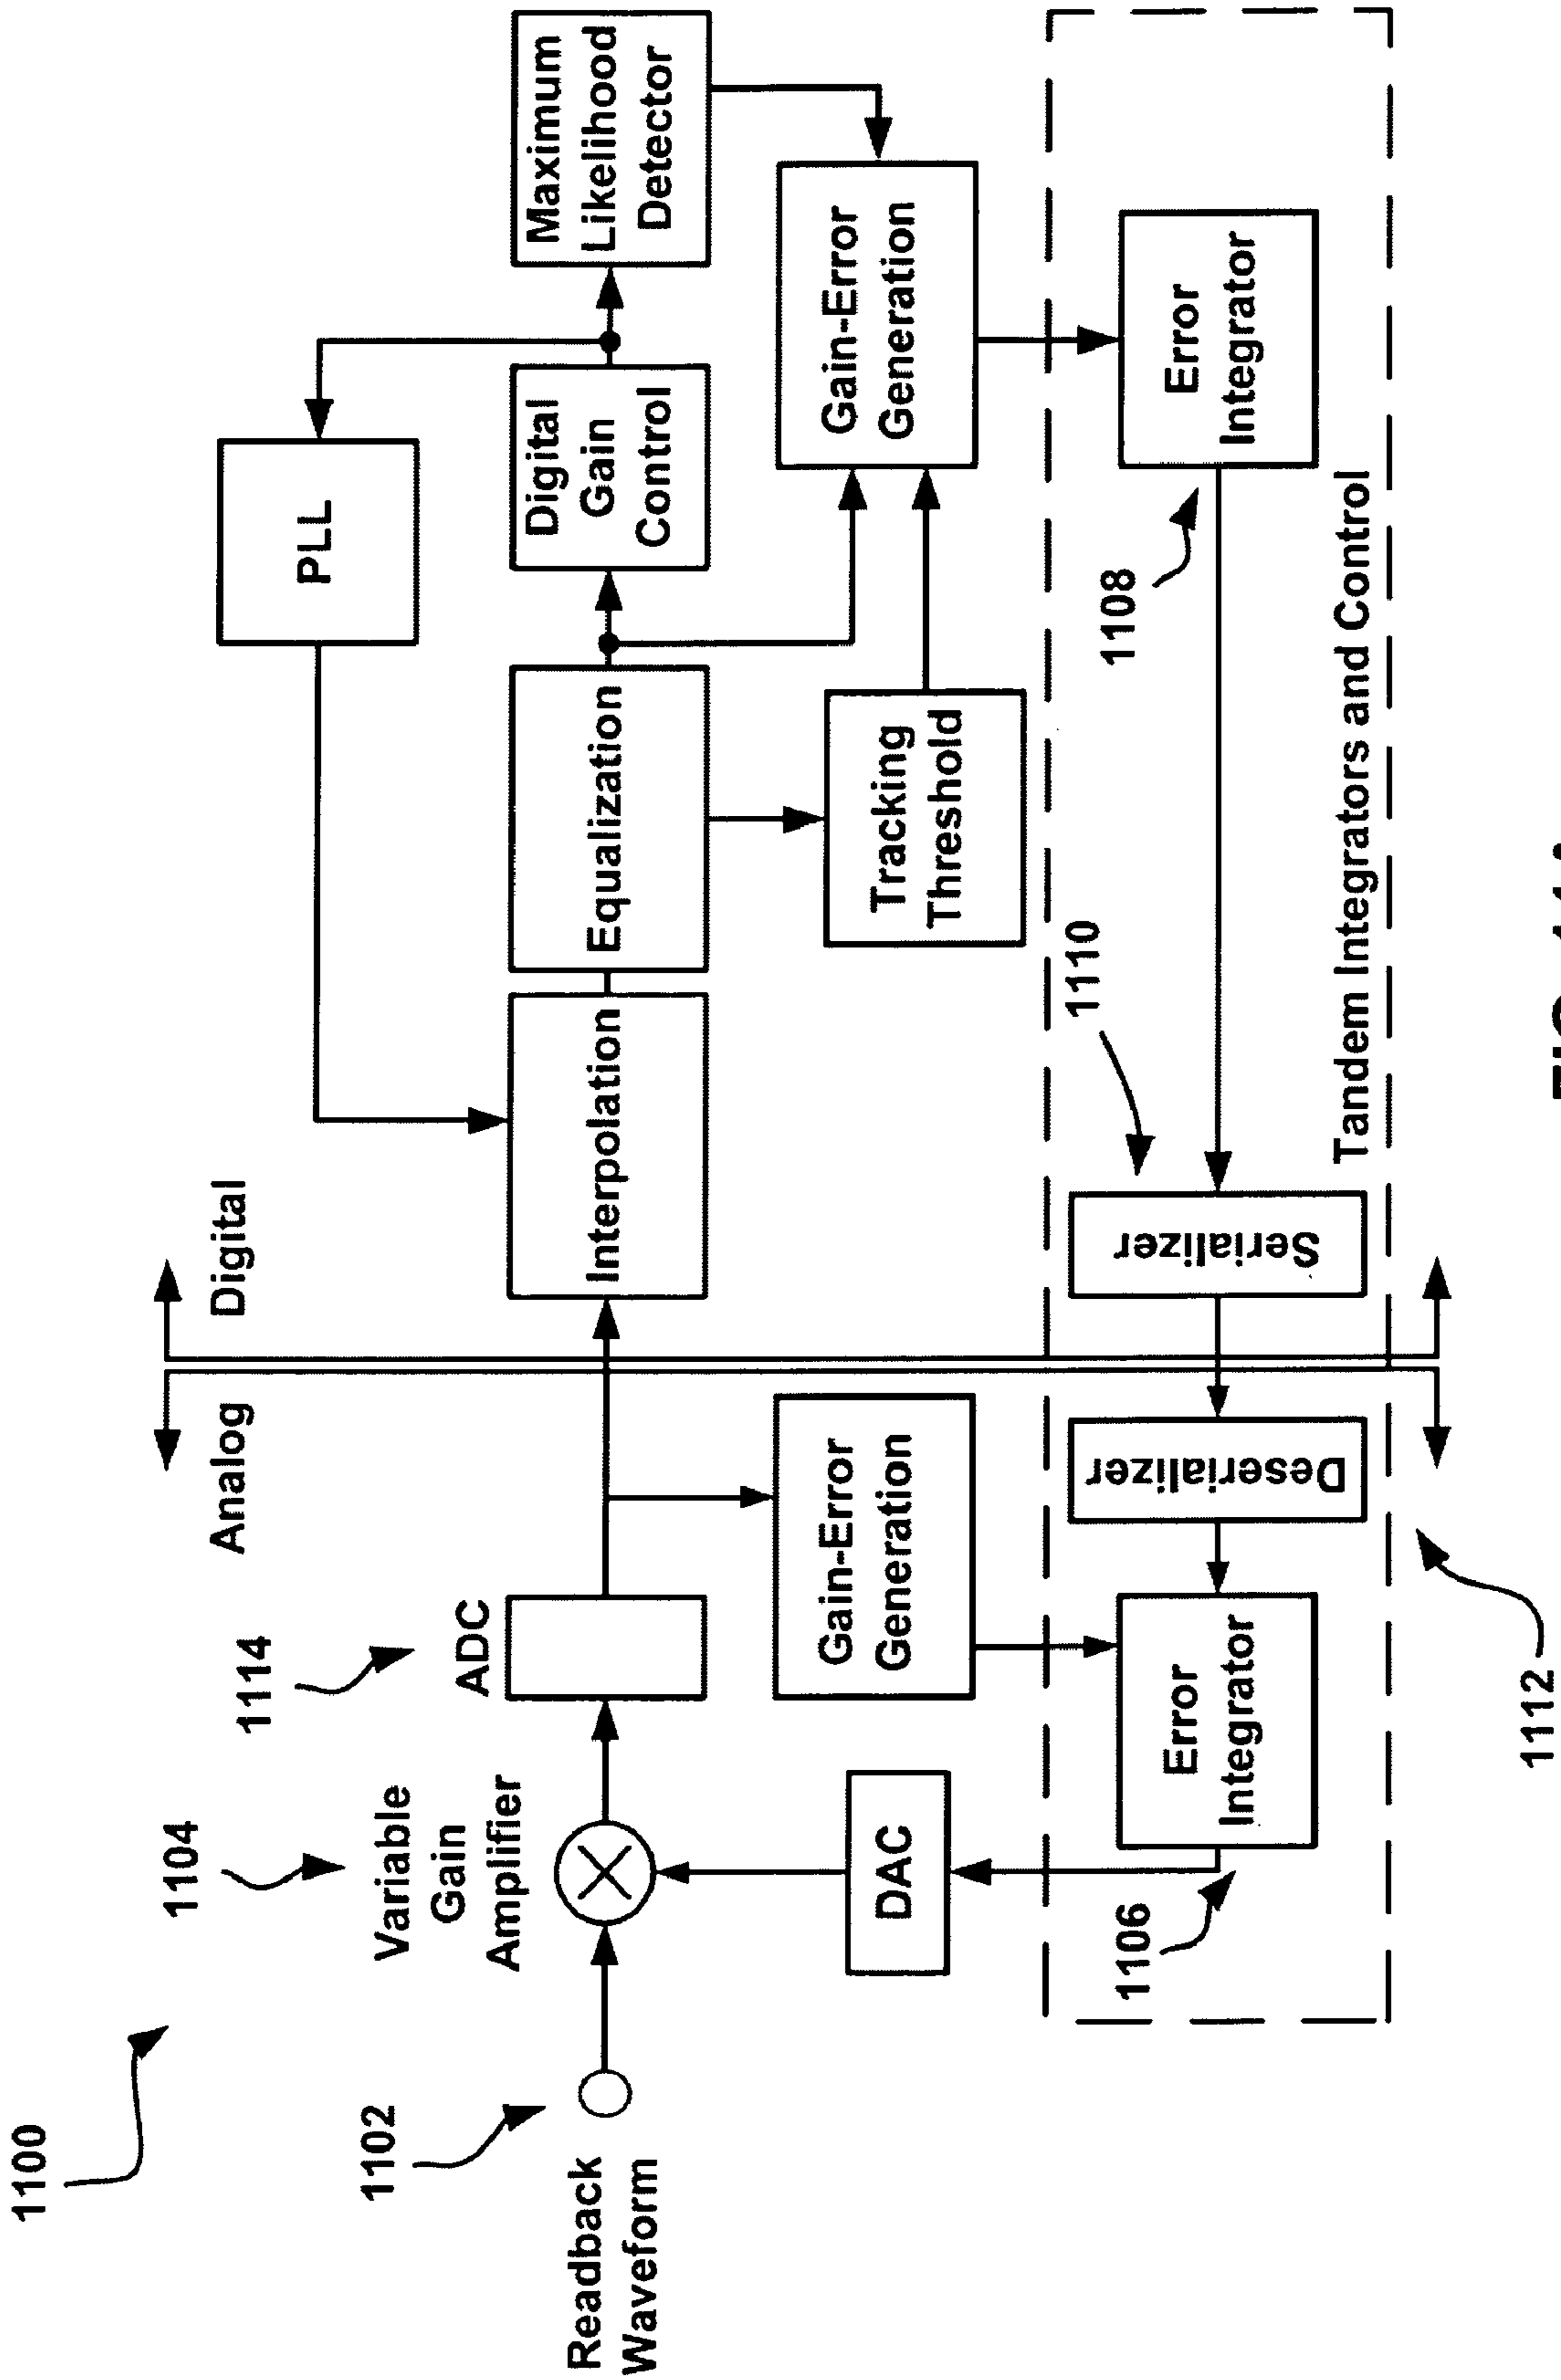 1100
1102
Readback
Waveform
1104
Variable
Gain
Amplifier
1114
ADC
Analog
Digital
PLL
Interpolation
Equalization
Digital
Gain
Control
Maximum
Likelihood
Detector
DAC
Gain-Error
Generation
Tracking
Threshold
Gain-Error
Generation
1106
Error
Integrator
Deserializer
Serializer
1110
1108
Error
Integrator
1112
Tandem Integrators and Control